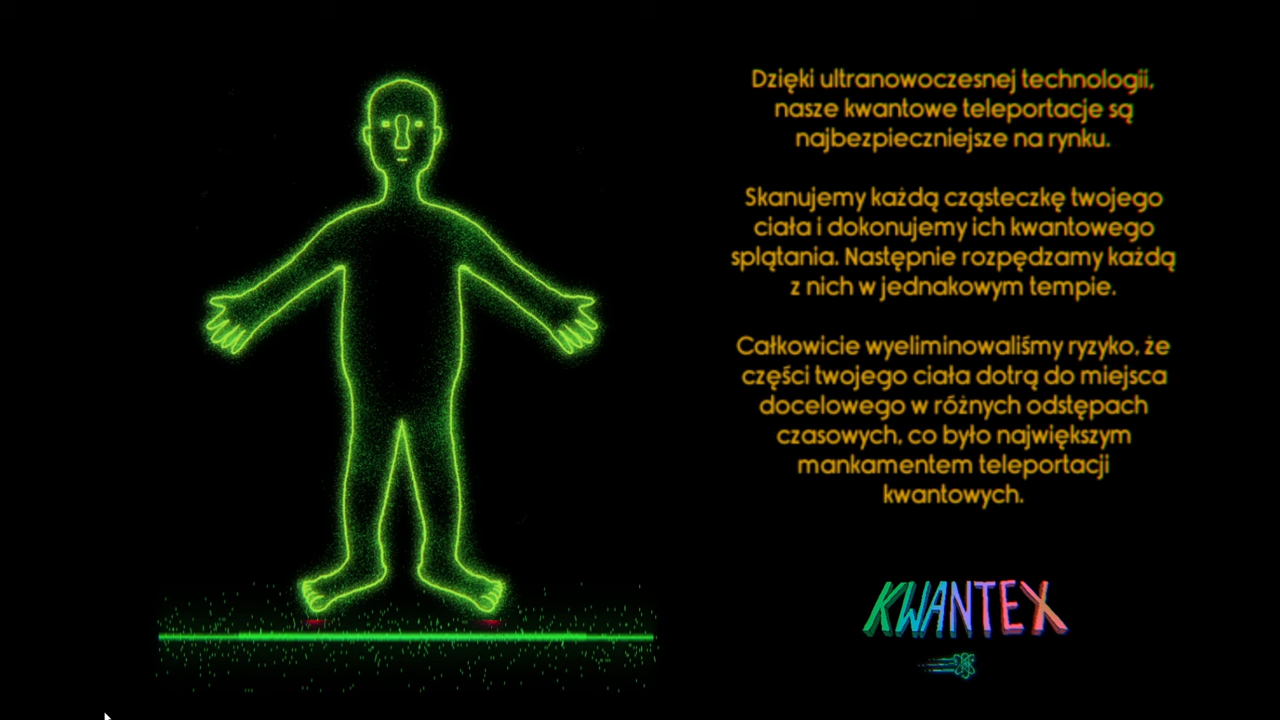 Dzięki ultranowoczesnej technologii,
nasze kwantowe teleportacje są
najbezpieczniejsze na rynku.
Skanujemy każdą cząsteczkę twojego
ciała i dokonujemy ich kwantowego
splątania. Następnie rozpędzamy każdą
z nich w jednakowym tempie.
Całkowicie wyeliminowaliśmy ryzyko, że
części twojego ciała dotrą do miejsca
docelowego w różnych odstępach
czasowych, co było największym
mankamentem teleportacji
kwantowych.
KWANTEX